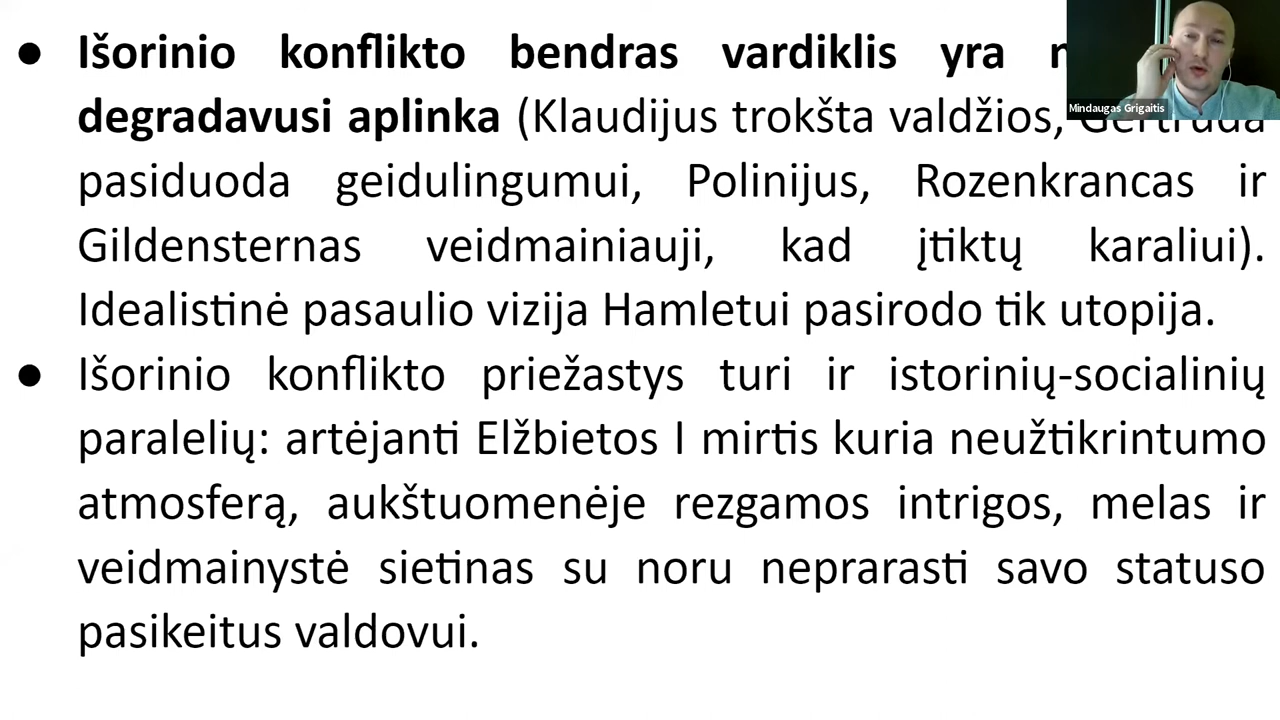 ● Išorinio konflikto bendras vardiklis yra
degradavusi aplinka (Klaudijus trokšta valdžios, Gertruda
pasiduoda geidulingumui, Polinijus, Rozenkrancas ir
Gildensternas veidmainiauji, kad įtiktų karaliui).
Idealistinė pasaulio vizija Hamletui pasirodo tik utopija.
● Išorinio konflikto priežastys turi ir istorinių-socialinių
paralelių: artėjanti Elžbietos I mirtis kuria neužtikrintumo
atmosferą, aukštuomenėje rezgamos intrigos, melas ir
veidmainystė sietinas su noru neprarasti savo statuso
pasikeitus valdovui.
Mindaugas Grigaitis